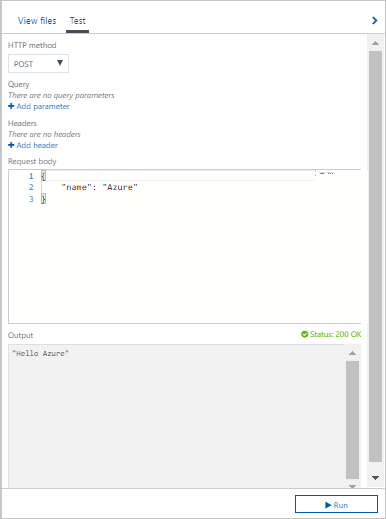 View files Test
HTTP method
POST
Query
There are no query parameters
Add parameter
Headers
There are no headers
Add header
Request body
1 {
2 "name": "Azure"
3 }
Output Status: 200 OK
"Hello Azure"
Run